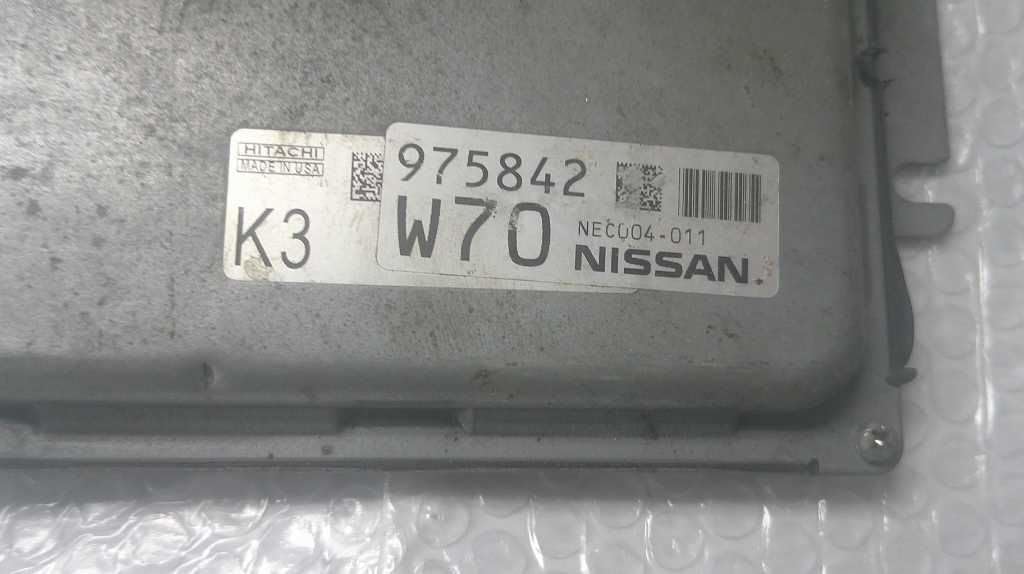 HITACHI
MADE IN USA
K3
975842
W70
NEC004-011
NISSAN